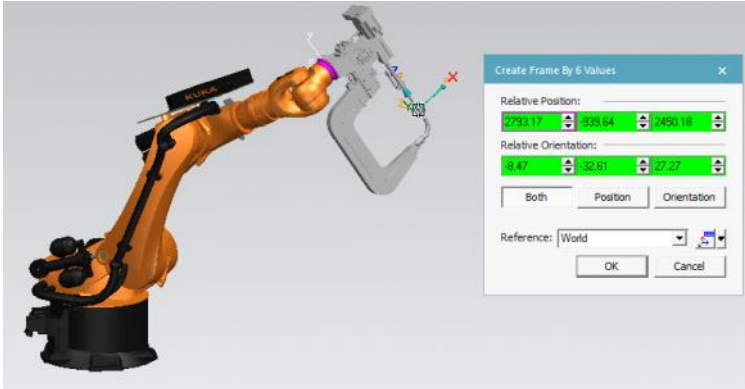 KUKA
Z
X
Create Frame By 6 Values
Relative Position:
2793.17 -939.64 2450.18
Relative Orientation:
-8.47 -32.61 27.27
Both Position Orientation
Reference: World
OK Cancel